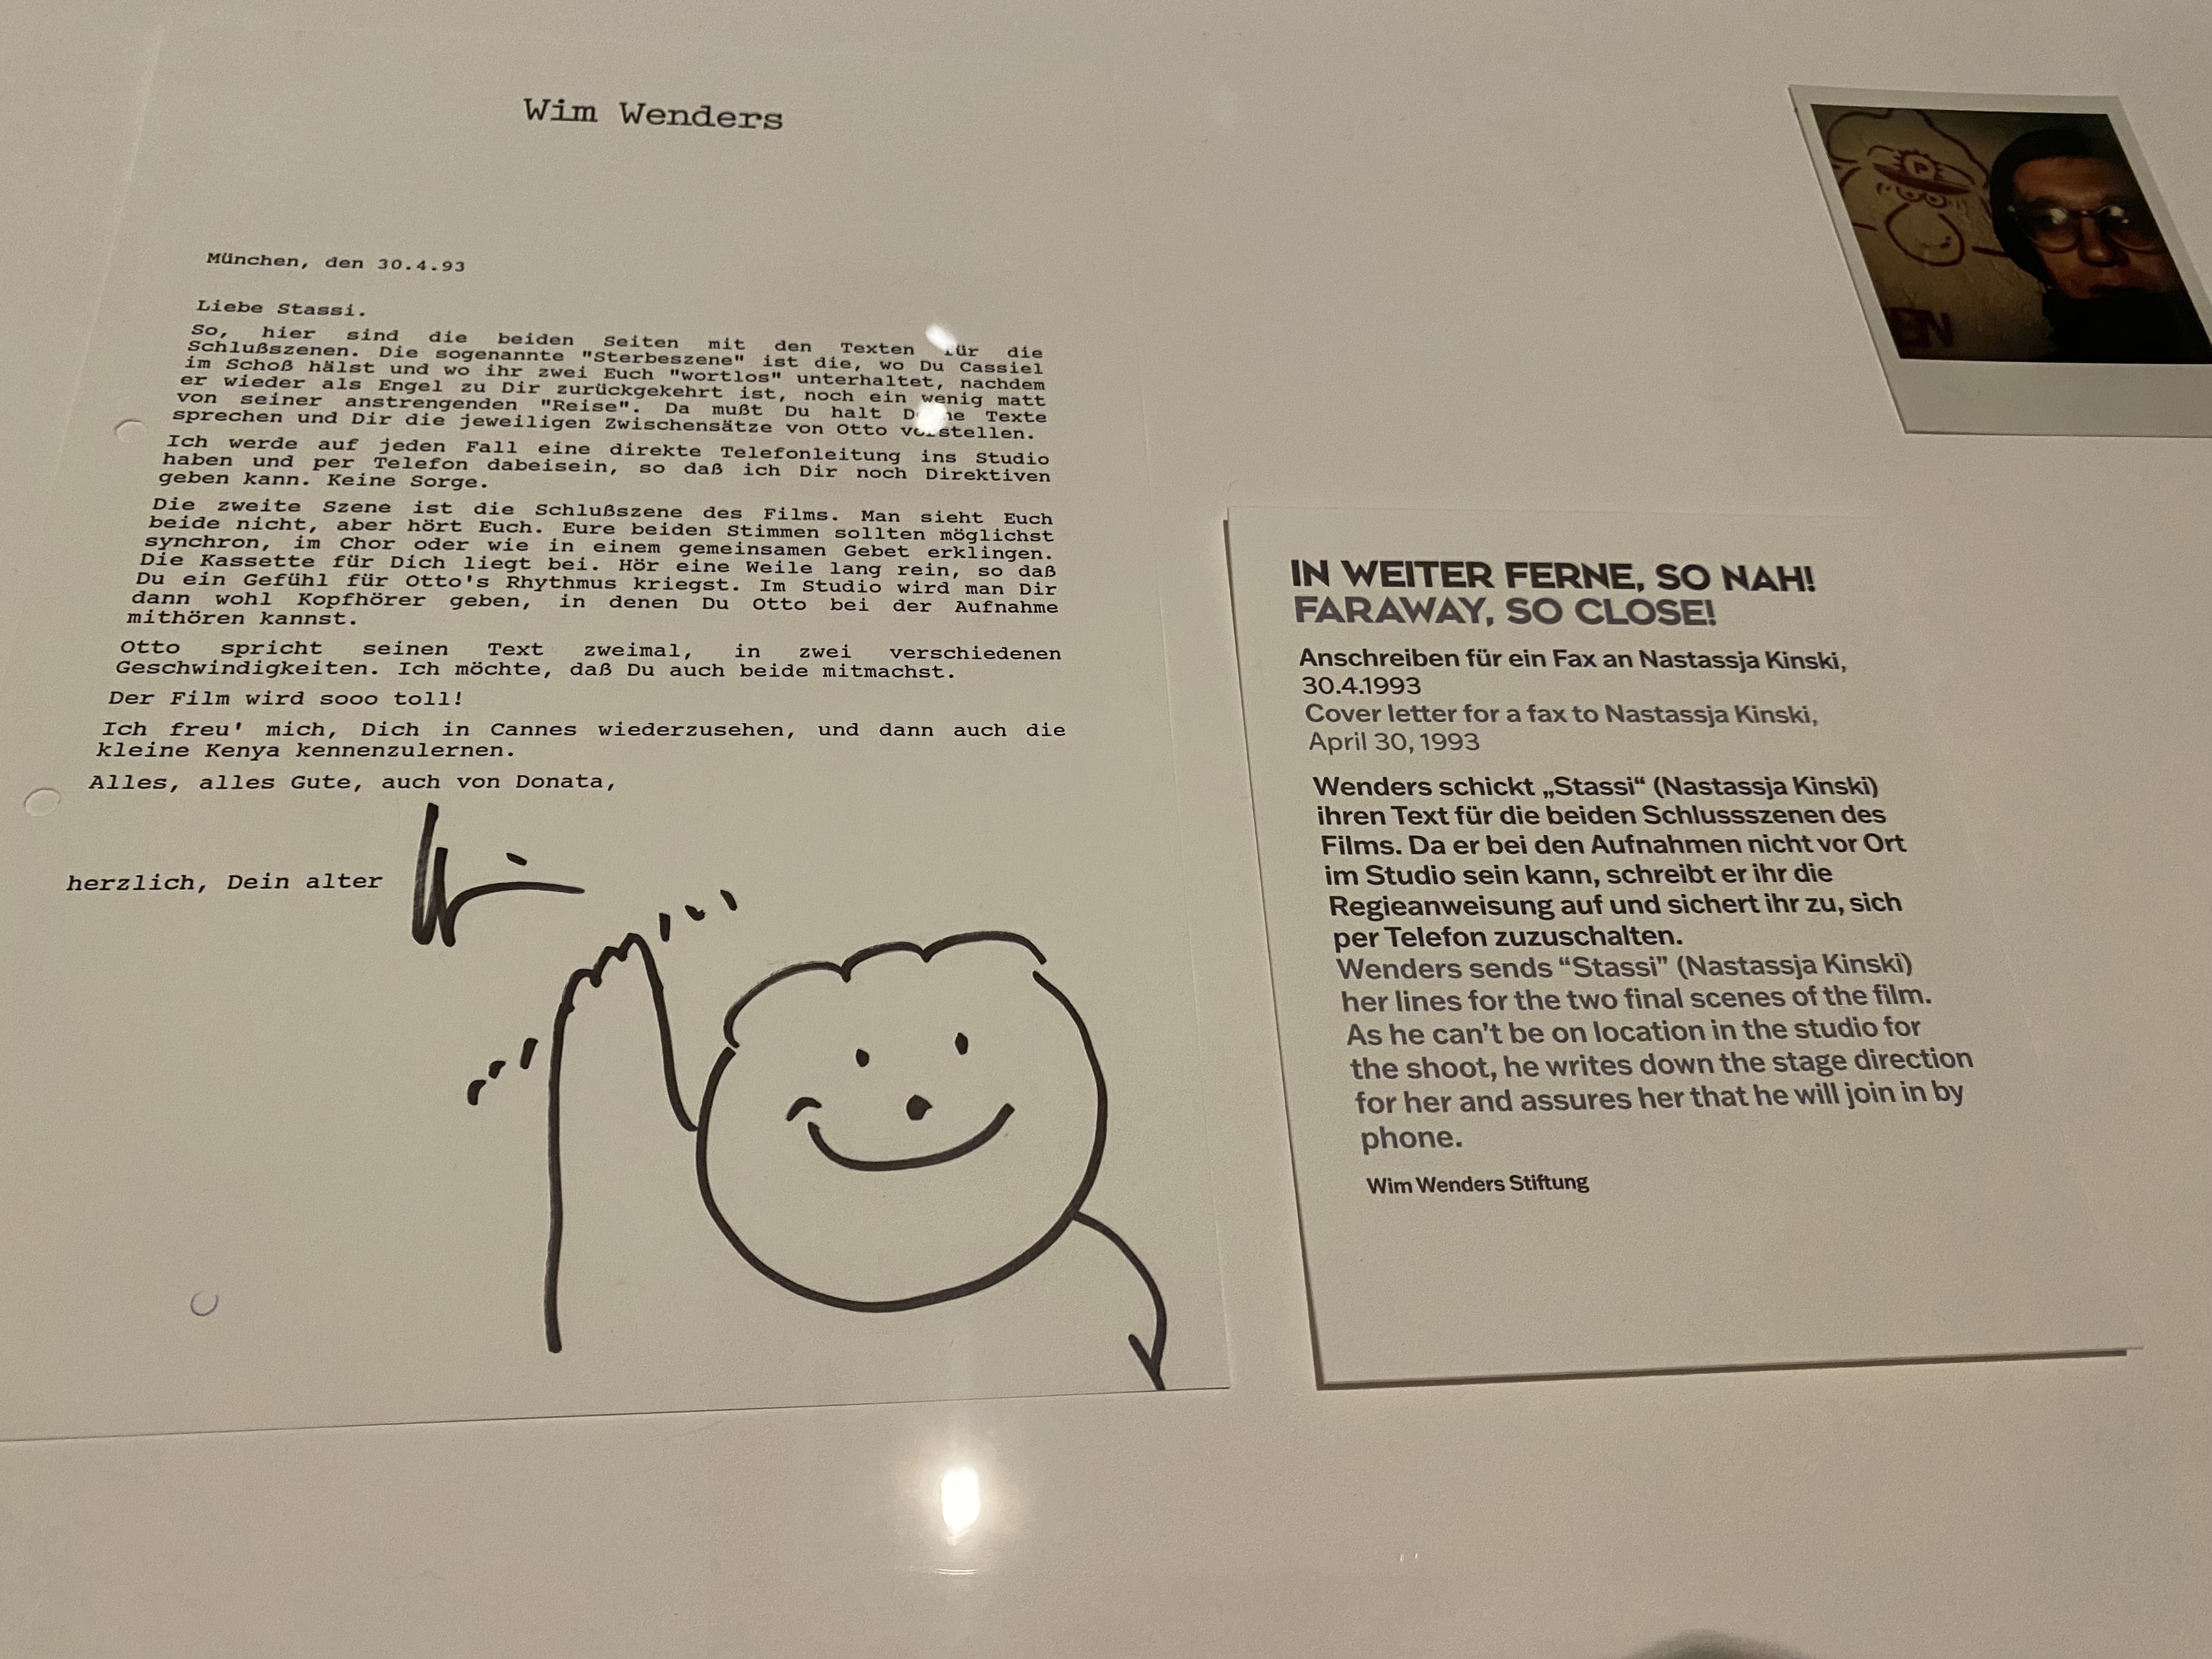 Wim Wenders
München, den 30.4.93
Liebe Stassi.
So, hier sind die beiden Seiten mit den Texten für die
Schlußszenen. Die sogenannte "Sterbeszene" ist die, wo Du Cassiel
im Schoß hälst und wo ihr zwei Euch "wortlos" unterhaltet, nachdem
er wieder als Engel zu Dir zurückgekehrt ist, noch ein wenig matt
von seiner anstrengenden "Reise". Da mußt Du halt Deine Texte
sprechen und Dir die jeweiligen Zwischensätze von Otto vorstellen.
Ich werde auf jeden Fall eine direkte Telefonleitung ins Studio
haben und per Telefon dabeisein, so daß ich Dir noch Direktiven
geben kann. Keine Sorge.
Die zweite Szene ist die Schlußszene des Films. Man sieht Euch
beide nicht, aber hört Euch. Eure beiden Stimmen sollten möglichst
synchron, im Chor oder wie in einem gemeinsamen Gebet erklingen.
Die Kassette für Dich liegt bei. Hör eine Weile lang rein, so daß
Du ein Gefühl für Otto's Rhythmus kriegst. Im Studio wird man Dir
dann wohl Kopfhörer geben, in denen Du Otto bei der Aufnahme
mithören kannst.
Otto spricht seinen Text zweimal, in zwei verschiedenen
Geschwindigkeiten. Ich möchte, daß Du auch beide mitmachst.
Der Film wird sooo toll!
Ich freu' mich, Dich in Cannes wiederzusehen, und dann auch die
kleine Kenya kennenzulernen.
Alles, alles Gute, auch von Donata,
herzlich, Dein alter
Wim
P
EN
IN WEITER FERNE, SO NAH!
FARAWAY, SO CLOSE!
Anschreiben für ein Fax an Nastassja Kinski,
30.4.1993
Cover letter for a fax to Nastassja Kinski,
April 30, 1993
Wenders schickt „Stassi“ (Nastassja Kinski)
ihren Text für die beiden Schlussszenen des
Films. Da er bei den Aufnahmen nicht vor Ort
im Studio sein kann, schreibt er ihr die
Regieanweisung auf und sichert ihr zu, sich
per Telefon zuzuschalten.
Wenders sends “Stassi” (Nastassja Kinski)
her lines for the two final scenes of the film.
As he can’t be on location in the studio for
the shoot, he writes down the stage direction
for her and assures her that he will join in by
phone.
Wim Wenders Stiftung